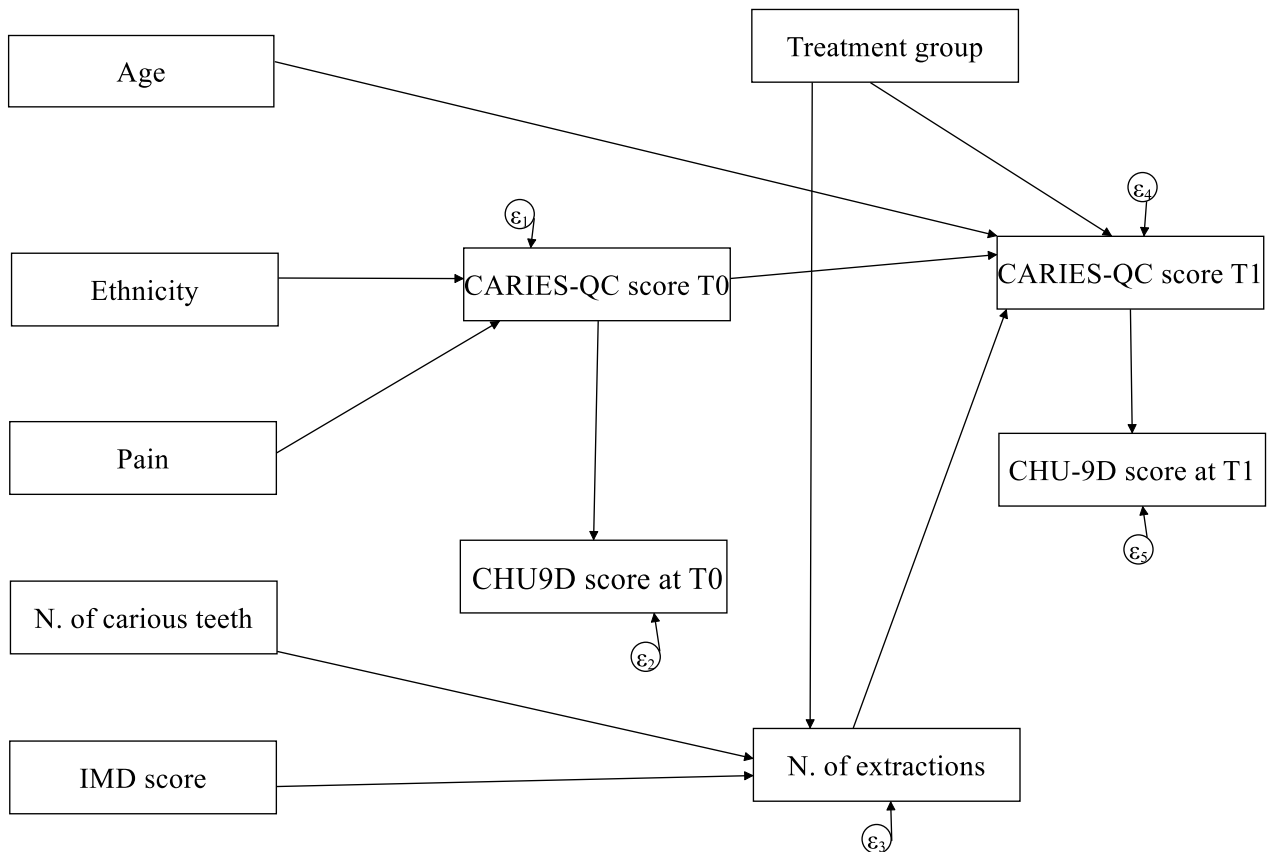 Treatment group
Age
ε4
ε1
CARIES-QC score T1
CARIES-QC score T0
Ethnicity
Pain
CHU-9D score at T1
ε5
CHU9D score at T0
N. of carious teeth
ε2
N. of extractions
IMD score
ε3